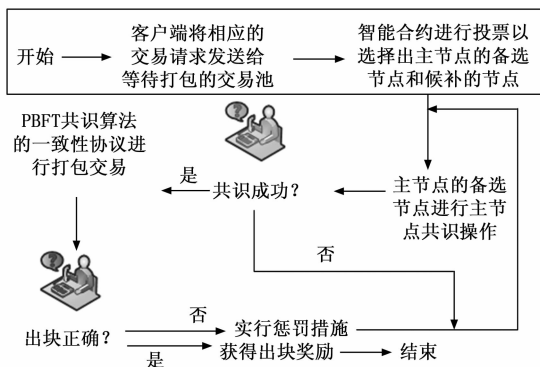 开始
客户端将相应的
交易请求发送给
等待打包的交易池
智能合约进行投票以
选择出主节点的备选
节点和候补的节点
主节点的备选
节点进行主节
点共识操作
共识成功？
是
否
PBFT共识算法
的一致性协议进
行打包交易
出块正确？
否
实行惩罚措施
是
获得出块奖励
结束